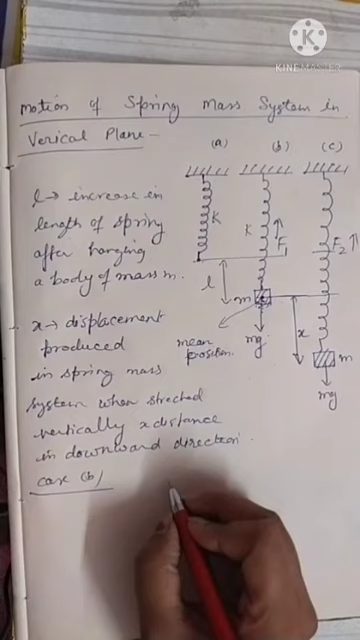 KINEMASTER
Motion of Spring Mass System in
Verical Plane -
(a)
(b)
(c)
l → increase in
length of spring
after hanging
a body of mass m.
K
K
F1
F2
l
m
mg
mean
position.
x
m
mg
x → displacement
produced
in spring mass
system when streched
vertically x distance
in downward direction.
case (b)